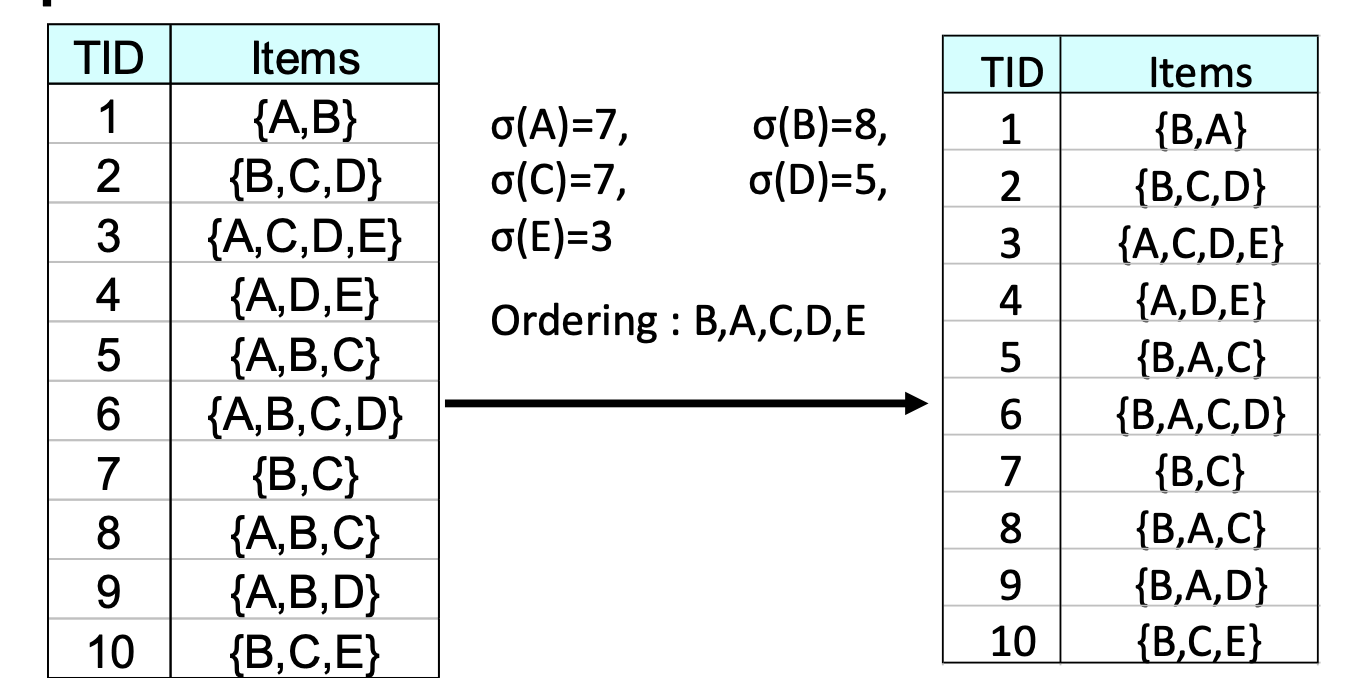 TID Items
1 {A,B}
2 {B,C,D}
3 {A,C,D,E}
4 {A,D,E}
5 {A,B,C}
6 {A,B,C,D}
7 {B,C}
8 {A,B,C}
9 {A,B,D}
10 {B,C,E}
σ(A)=7, σ(B)=8,
σ(C)=7, σ(D)=5,
σ(E)=3
Ordering : B,A,C,D,E
TID Items
1 {B,A}
2 {B,C,D}
3 {A,C,D,E}
4 {A,D,E}
5 {B,A,C}
6 {B,A,C,D}
7 {B,C}
8 {B,A,C}
9 {B,A,D}
10 {B,C,E}